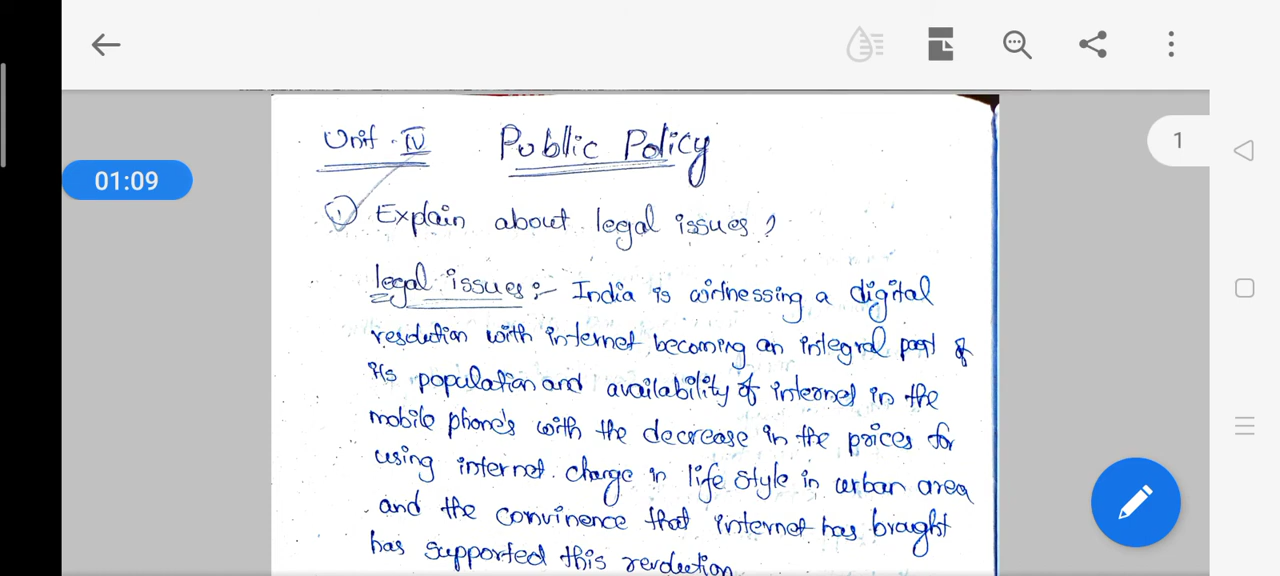 01:09
1
Unit - IV Publlic Policy
① Explain about legal issues?
legal issues :- India is witnessing a digital
resolution with internet becoming an integral part of
its population and availability of internet in the
mobile phone's with the decrease in the prices for
using internet. change in life style in urban area
and the convinence that internet has braught
has supported this revolution